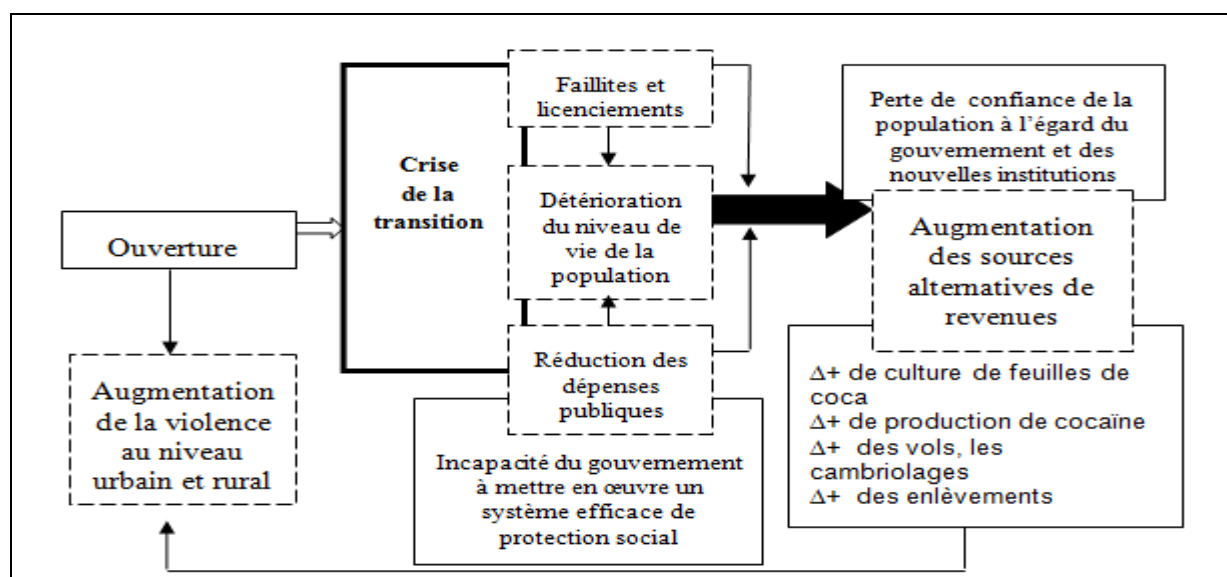 Ouverture
Augmentation
de la violence
au niveau
urbain et rural
Crise
de la
transition
Faillites et
licenciements
Détérioration
du niveau de
vie de la
population
Réduction des
dépenses
publiques
Incapacité du gouvernement
à mettre en œuvre un
système efficace de
protection social
Perte de confiance de la
population à l’égard du
gouvernement et des
nouvelles institutions
Augmentation
des sources
alternatives de
revenues
Δ+ de culture de feuilles de
coca
Δ+ de production de cocaïne
Δ+ des vols, les
cambriolages
Δ+ des enlèvements